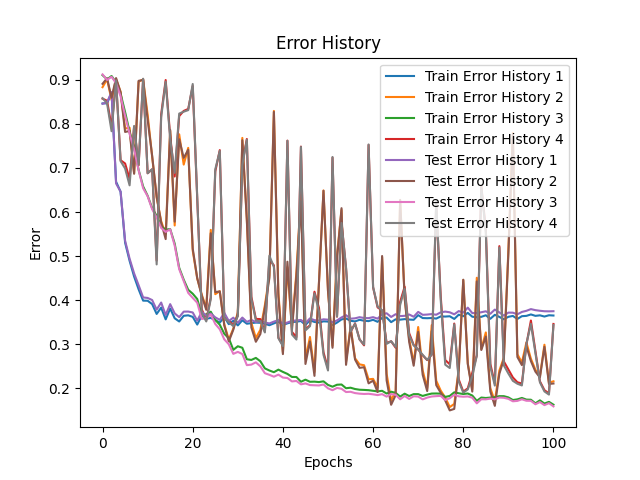 Error History
0.9
0.8
0.7
0.6
0.5
0.4
0.3
0.2
Error
0
20
40
60
80
100
Epochs
Train Error History 1
Train Error History 2
Train Error History 3
Train Error History 4
Test Error History 1
Test Error History 2
Test Error History 3
Test Error History 4